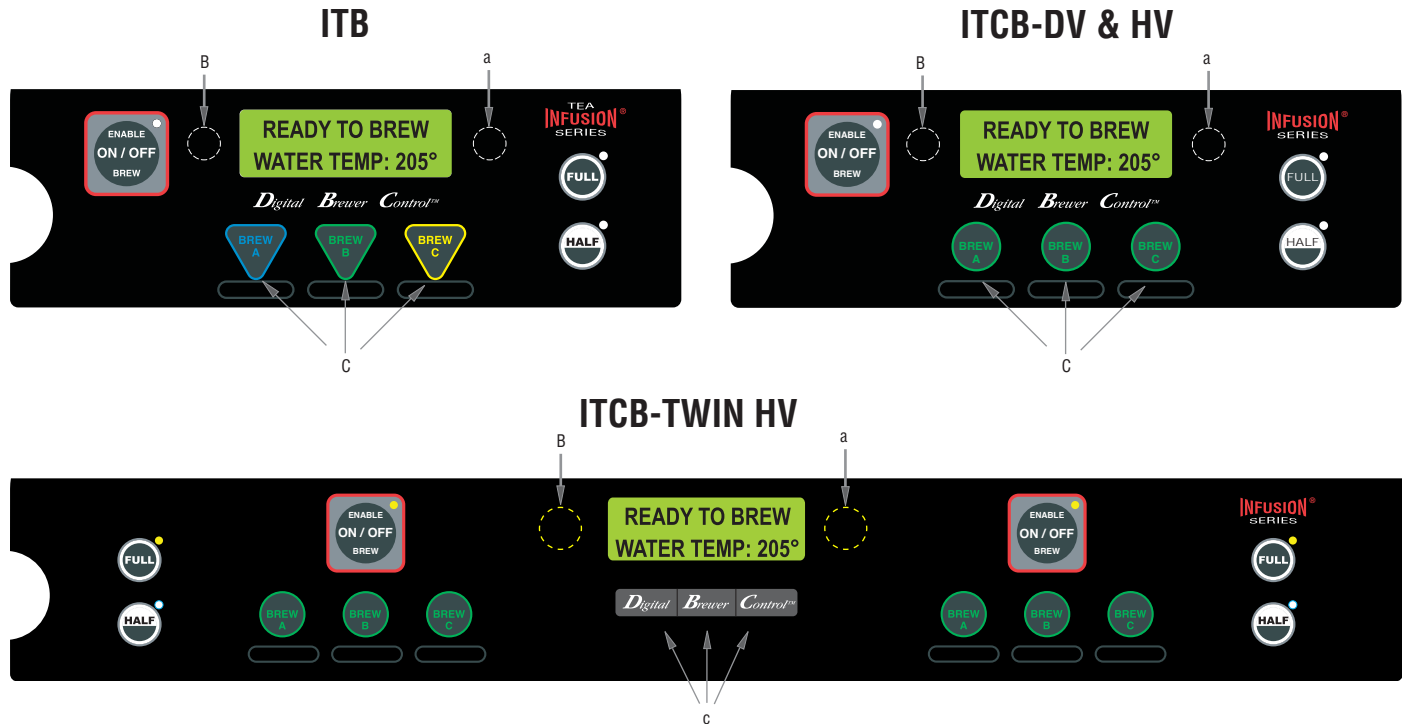 ITB
B
a
ENABLE
ON / OFF
BREW
READY TO BREW
WATER TEMP: 205°
TEA
INFUSION®
SERIES
FULL
HALF
Digital Brewer Control™
BREW
A
BREW
B
BREW
C
C
ITCB-DV & HV
B
a
ENABLE
ON / OFF
BREW
READY TO BREW
WATER TEMP: 205°
INFUSION®
SERIES
FULL
HALF
Digital Brewer Control™
BREW
A
BREW
B
BREW
C
C
ITCB-TWIN HV
B
a
FULL
HALF
ENABLE
ON / OFF
BREW
BREW
A
BREW
B
BREW
C
READY TO BREW
WATER TEMP: 205°
Digital Brewer Control™
c
ENABLE
ON / OFF
BREW
BREW
A
BREW
B
BREW
C
INFUSION®
SERIES
FULL
HALF